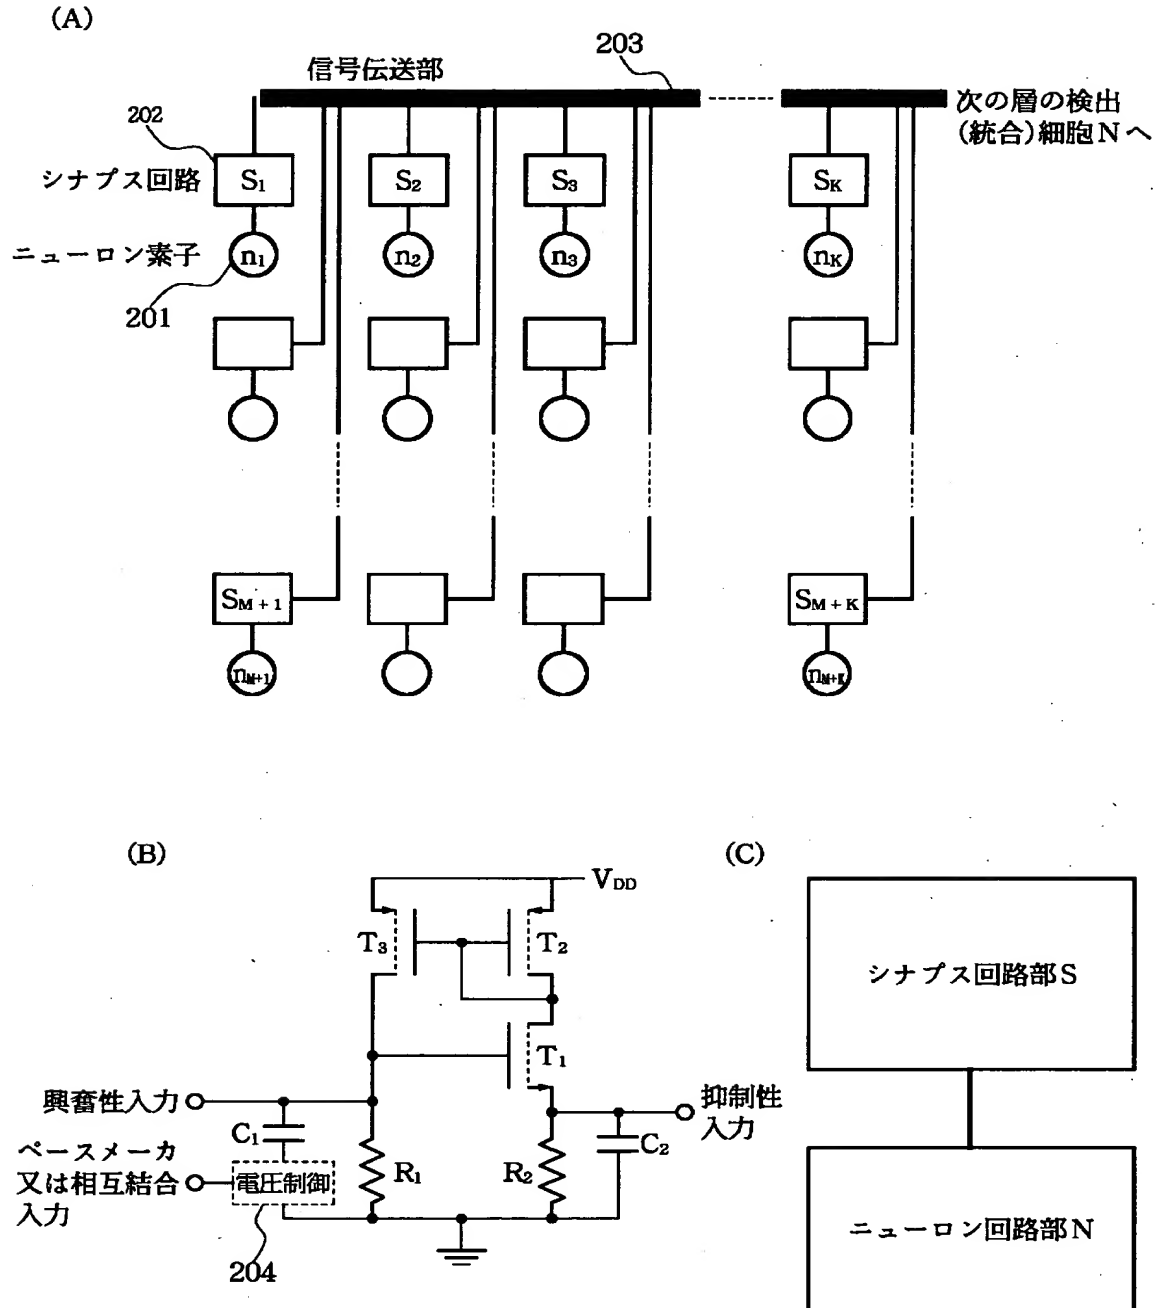 (A)
203
信号伝送部
次の層の検出
(統合)細胞Nへ
202
シナプス回路
S1
S2
S3
SK
ニューロン素子
n1
n2
n3
nK
201
SM+1
SM+K
nM+1
nM+K
(B)
VDD
T3
T2
T1
興奮性入力
抑制性
入力
C1
ペースメーカ
又は相互結合
入力
電圧制御
R1
R2
C2
204
(C)
シナプス回路部S
ニューロン回路部N